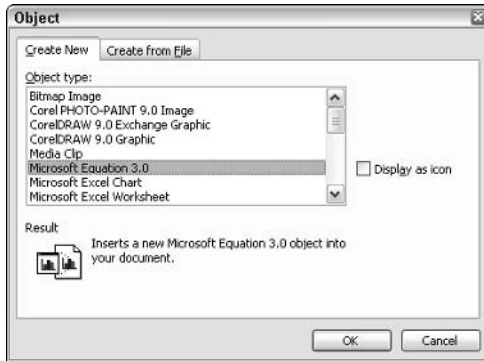 Object
Create New
Create from File
Object type:
Bitmap Image
Corel PHOTO-PAINT 9.0 Image
CorelDRAW 9.0 Exchange Graphic
CorelDRAW 9.0 Graphic
Media Clip
Microsoft Equation 3.0
Microsoft Excel Chart
Microsoft Excel Worksheet
Display as icon
Result
Inserts a new Microsoft Equation 3.0 object into
your document.
OK
Cancel